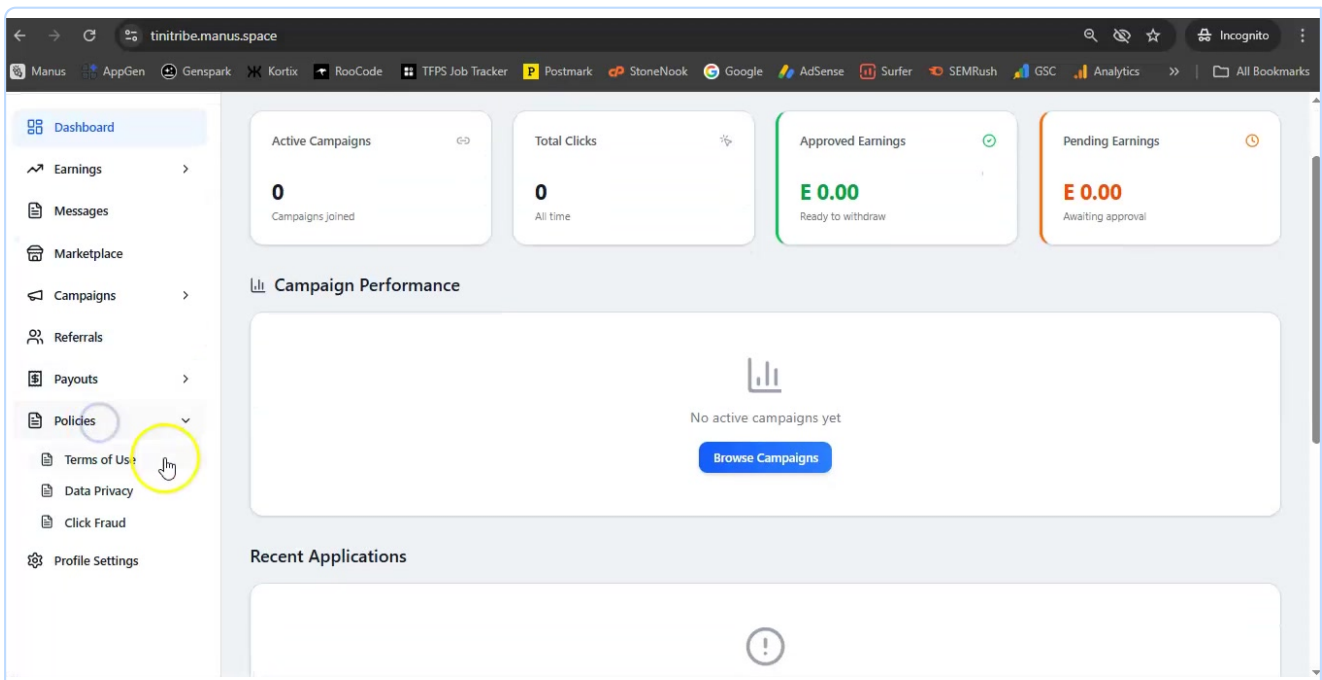 tinitribe.manus.space
Incognito
Manus AppGen Genspark Kortix RooCode TFPS Job Tracker Postmark StoneNook Google AdSense Surfer SEMRush GSC Analytics » All Bookmarks
Dashboard
Earnings
Messages
Marketplace
Campaigns
Referrals
Payouts
Policies
Terms of Use
Data Privacy
Click Fraud
Profile Settings
Active Campaigns
0
Campaigns joined
Total Clicks
0
All time
Approved Earnings
E 0.00
Ready to withdraw
Pending Earnings
E 0.00
Awaiting approval
Campaign Performance
No active campaigns yet
Browse Campaigns
Recent Applications